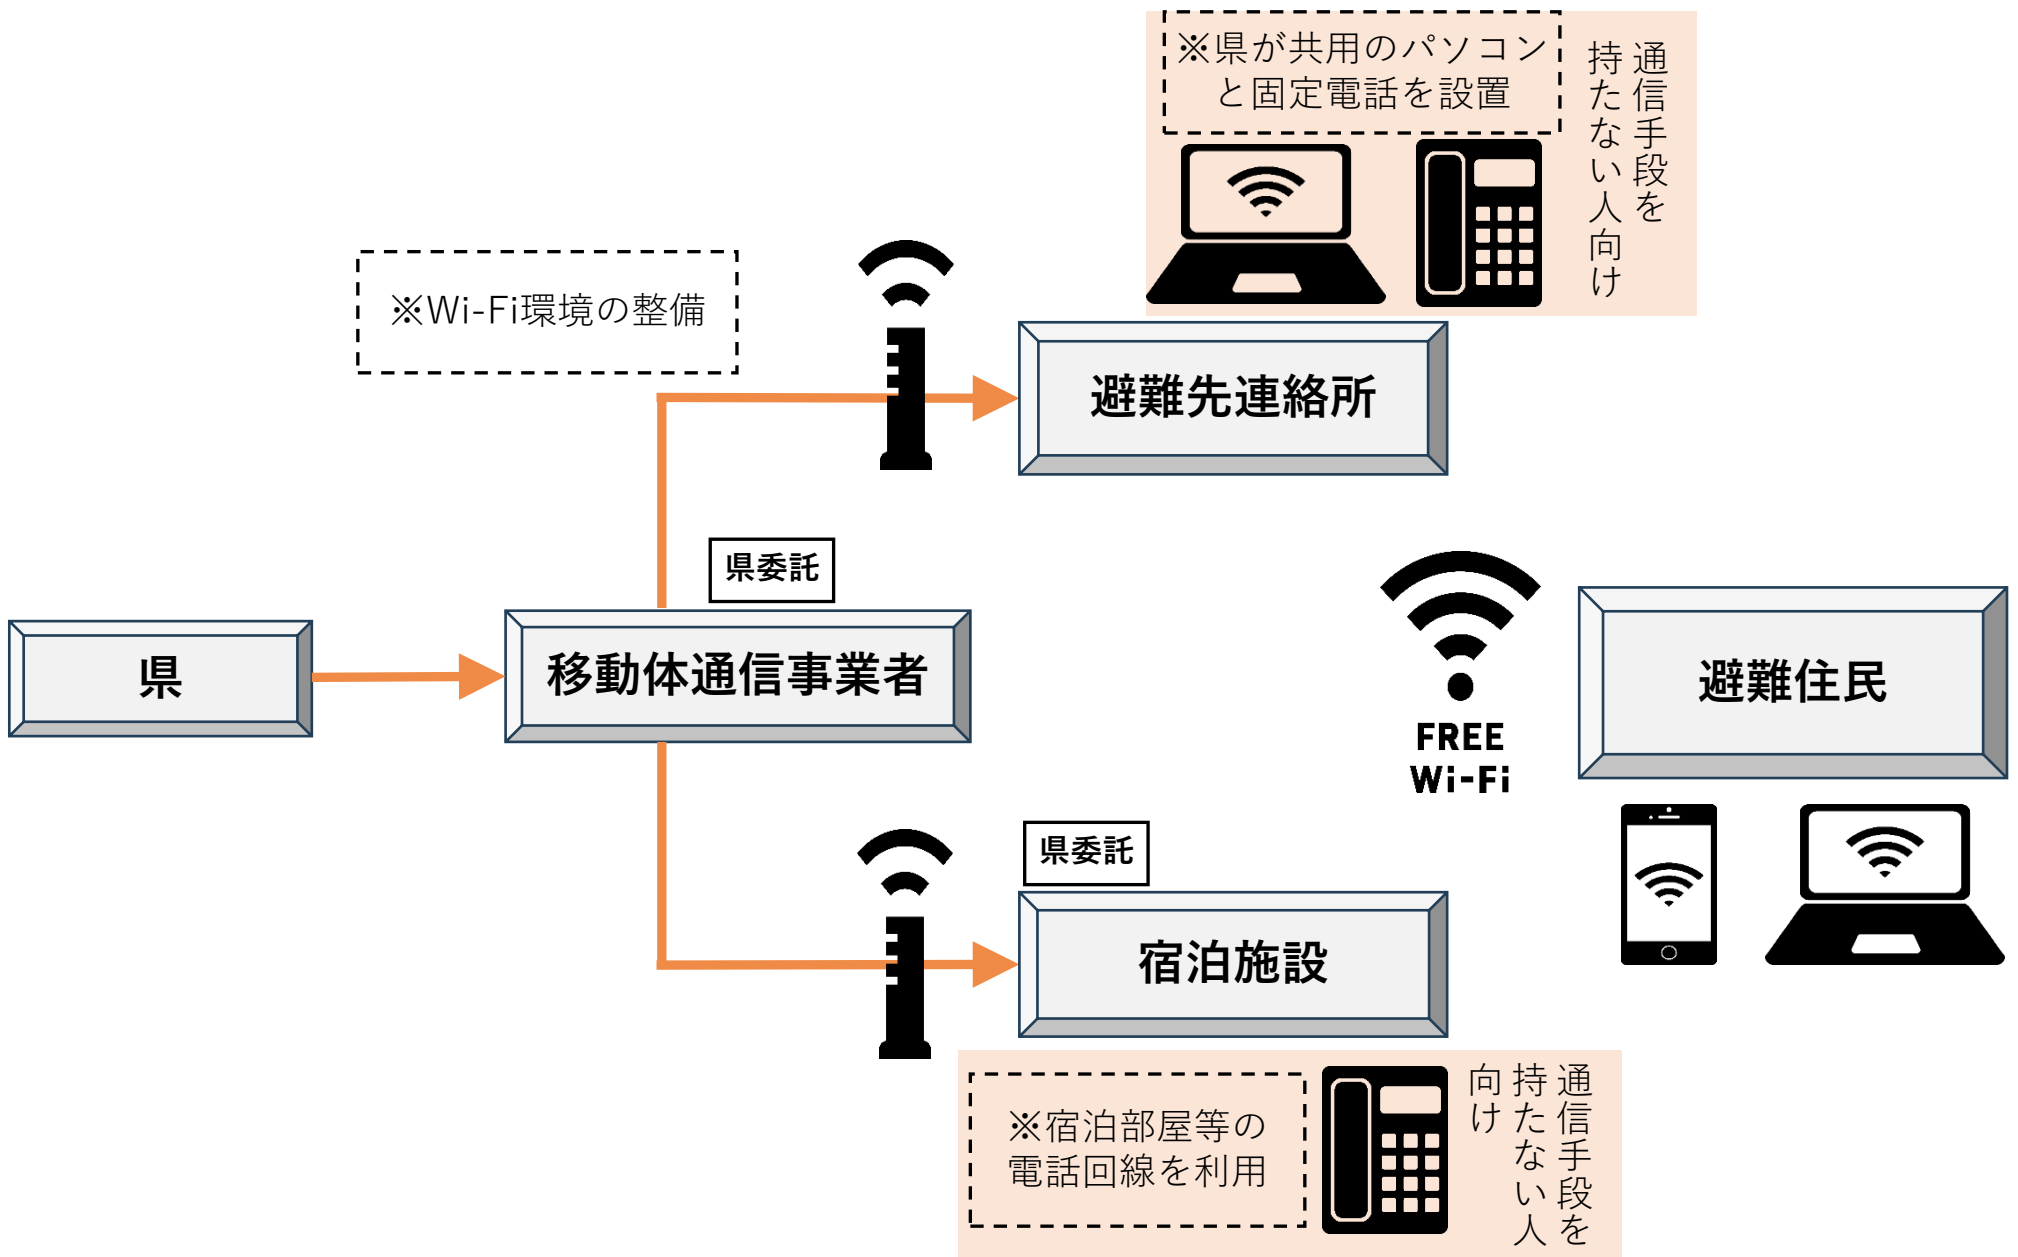 ※県が共用のパソコン
と固定電話を設置
通信手段を
持たない人向け
※Wi-Fi環境の整備
避難先連絡所
県委託
県
移動体通信事業者
FREE
Wi-Fi
避難住民
県委託
宿泊施設
※宿泊部屋等の
電話回線を利用
通信手段を
持たない人
向け